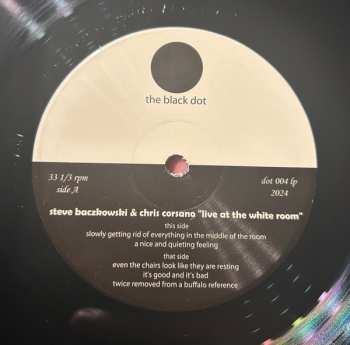 the black dot
33 1/3 rpm
side A
dot 004 lp
2024
steve baczkowski & chris corsano "live at the white room"
this side
slowly getting rid of everything in the middle of the room
a nice and quieting feeling
that side
even the chairs look like they are resting
it's good and it's bad
twice removed from a buffalo reference